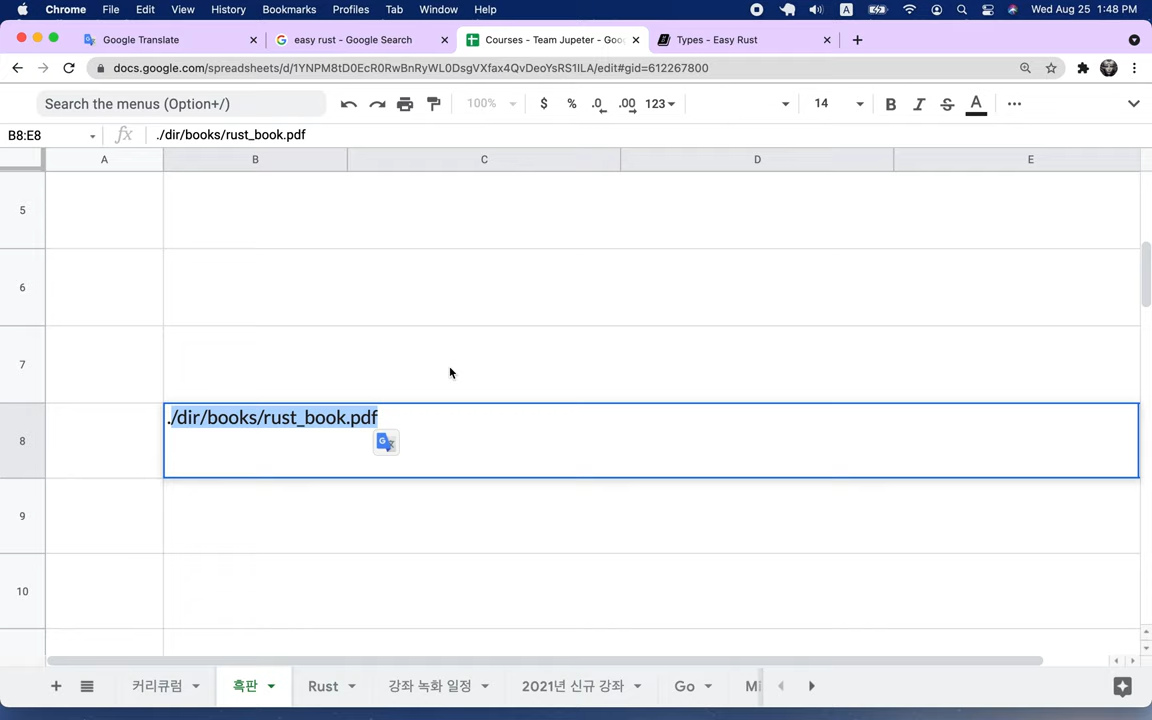 Chrome File Edit View History Bookmarks Profiles Tab Window Help A Wed Aug 25 1:48 PM
Google Translate easy rust - Google Search Courses - Team Jupeter - Goo Types - Easy Rust
docs.google.com/spreadsheets/d/1YNPM8tD0EcR0RwBnRyWL0DsgVXfax4QvDeoYsRS1ILA/edit#gid=612267800
Search the menus (Option+/) 100% $ % .0 .00 123 14 B I S A
B8:E8 fx ./dir/books/rust_book.pdf
A B C D E
5
6
7
./dir/books/rust_book.pdf
8
9
10
커리큘럼 흑판 Rust 강좌 녹화 일정 2021년 신규 강좌 Go Mi